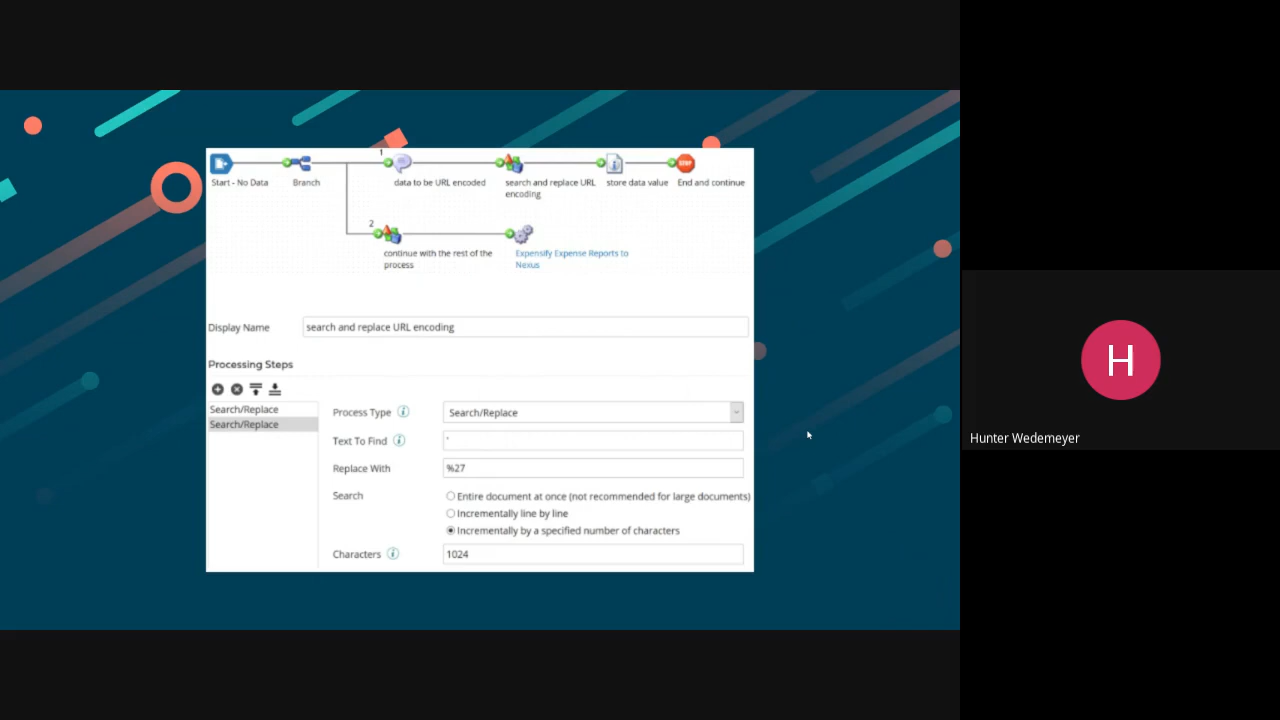 1
Start - No Data
Branch
data to be URL encoded
search and replace URL
encoding
store data value
STOP
End and continue
2
continue with the rest of the
process
Expensify Expense Reports to
Nexus
Display Name
search and replace URL encoding
Processing Steps
Search/Replace
Search/Replace
Process Type
Search/Replace
Text To Find
'
Replace With
%27
Search
Entire document at once (not recommended for large documents)
Incrementally line by line
Incrementally by a specified number of characters
Characters
1024
H
Hunter Wedemeyer